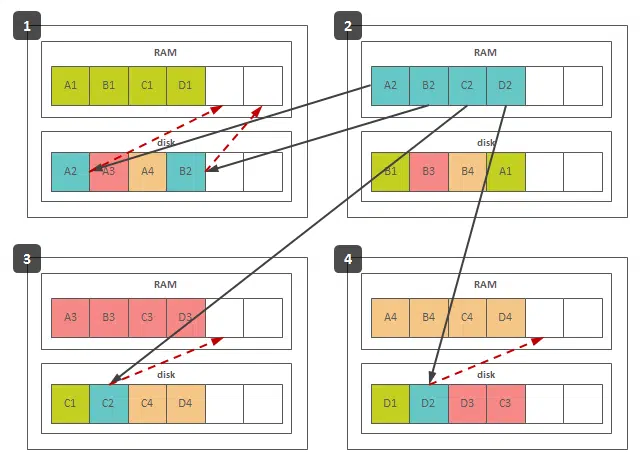 1
RAM
A1 B1 C1 D1
disk
A2 A3 A4 B2
2
RAM
A2 B2 C2 D2
disk
B1 B3 B4 A1
3
RAM
A3 B3 C3 D3
disk
C1 C2 C4 D4
4
RAM
A4 B4 C4 D4
disk
D1 D2 D3 C3